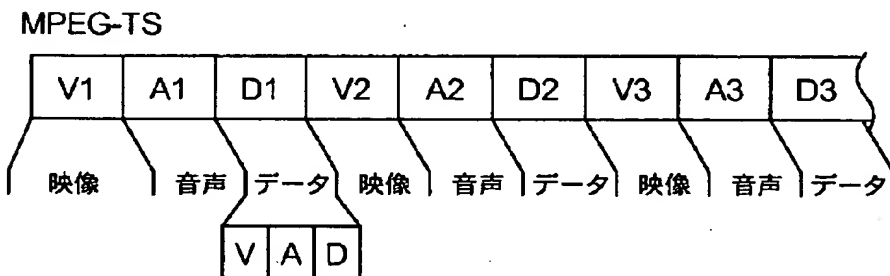 MPEG-TS
V1 A1 D1 V2 A2 D2 V3 A3 D3
映像 音声 データ 映像 音声 データ 映像 音声 データ
V A D